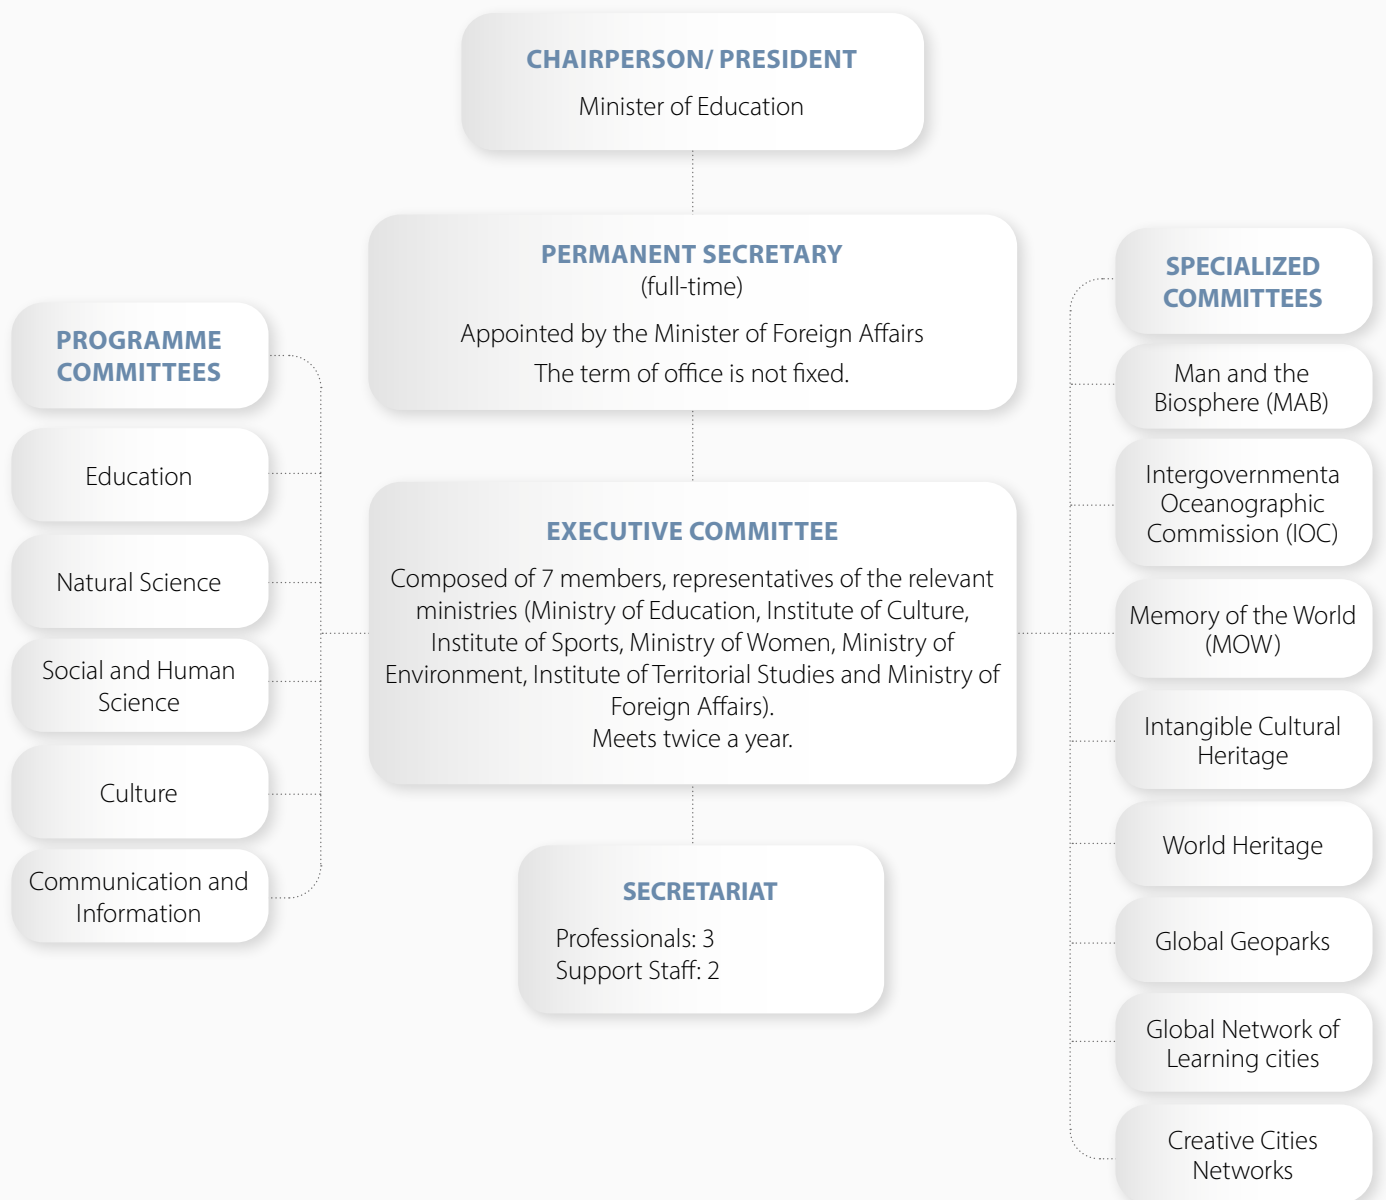 CHAIRPERSON/ PRESIDENT
Minister of Education
PERMANENT SECRETARY
(full-time)
Appointed by the Minister of Foreign Affairs
The term of office is not fixed.
PROGRAMME
COMMITTEES
Education
Natural Science
Social and Human
Science
Culture
Communication and
Information
EXECUTIVE COMMITTEE
Composed of 7 members, representatives of the relevant
ministries (Ministry of Education, Institute of Culture,
Institute of Sports, Ministry of Women, Ministry of
Environment, Institute of Territorial Studies and Ministry of
Foreign Affairs).
Meets twice a year.
SECRETARIAT
Professionals: 3
Support Staff: 2
SPECIALIZED
COMMITTEES
Man and the
Biosphere (MAB)
Intergovernmenta
Oceanographic
Commission (IOC)
Memory of the World
(MOW)
Intangible Cultural
Heritage
World Heritage
Global Geoparks
Global Network of
Learning cities
Creative Cities
Networks